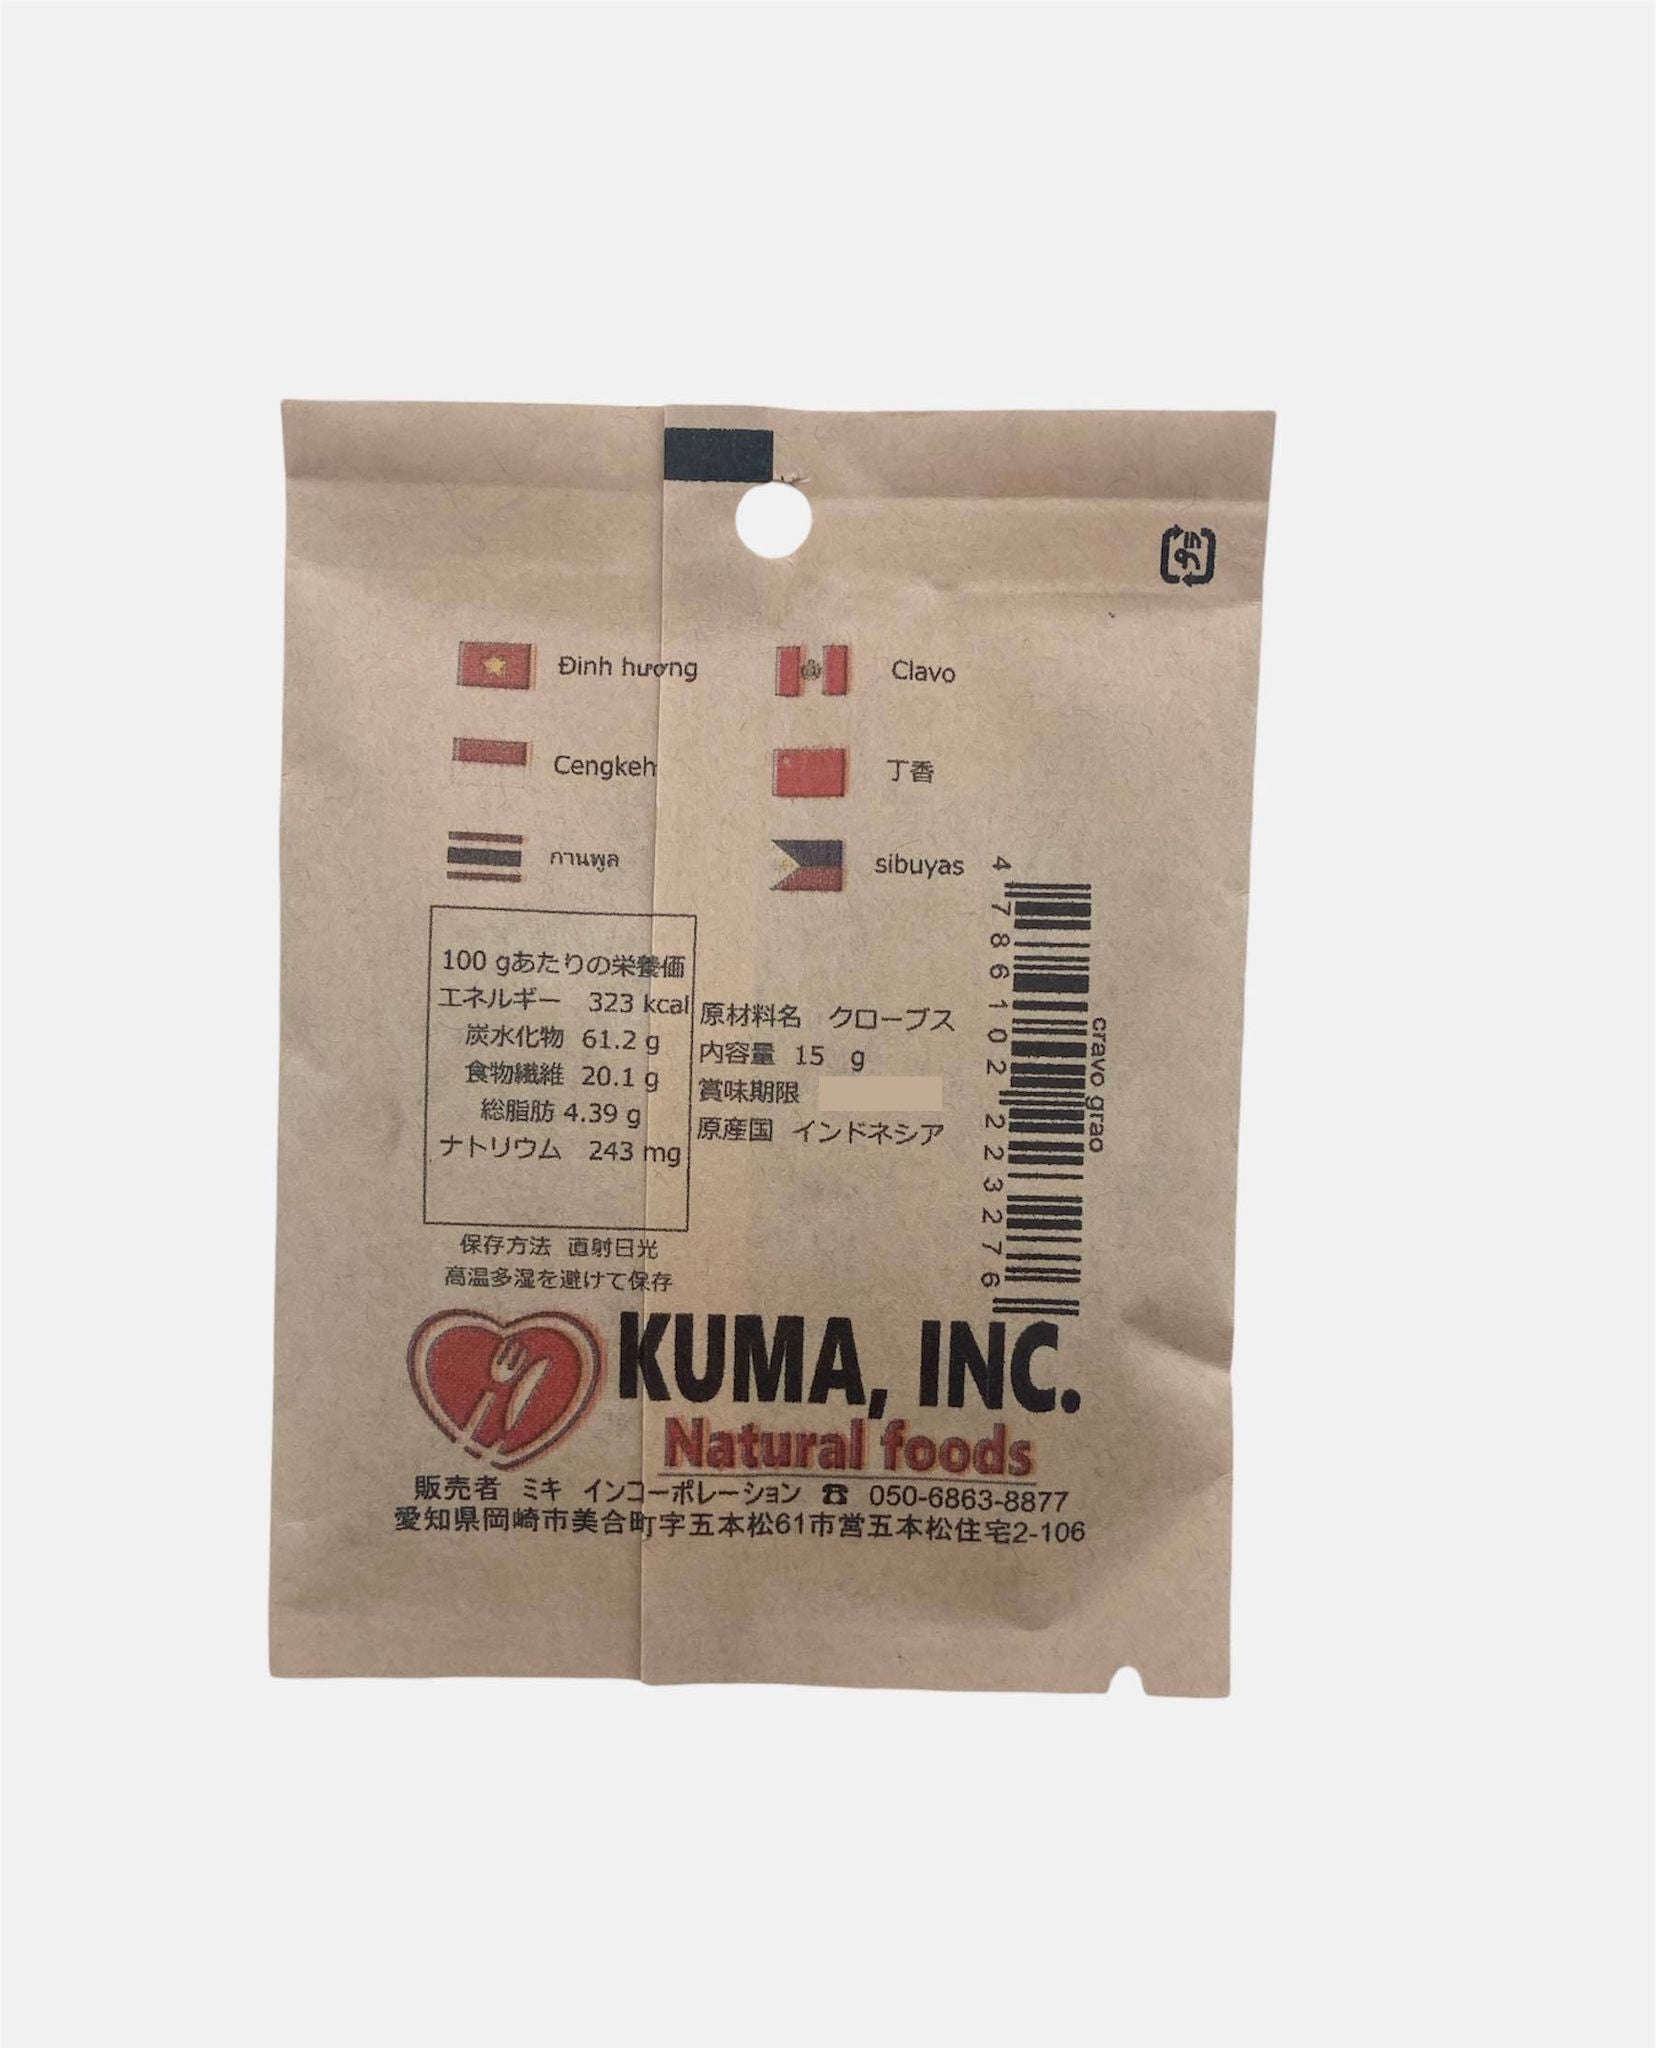 プラ
Đinh hương
Clavo
Cengkeh
丁香
กานพูล
sibuyas
100 gあたりの栄養価
エネルギー 323 kcal
炭水化物 61.2 g
食物繊維 20.1 g
総脂肪 4.39 g
ナトリウム 243 mg
原材料名 クローブス
内容量 15 g
賞味期限
原産国 インドネシア
4786102223276
cravo grao
保存方法 直射日光
高温多湿を避けて保存
KUMA, INC.
Natural foods
販売者 ミキ インコーポレーション ☎ 050-6863-8877
愛知県岡崎市美合町字五本松61市営五本松住宅2-106